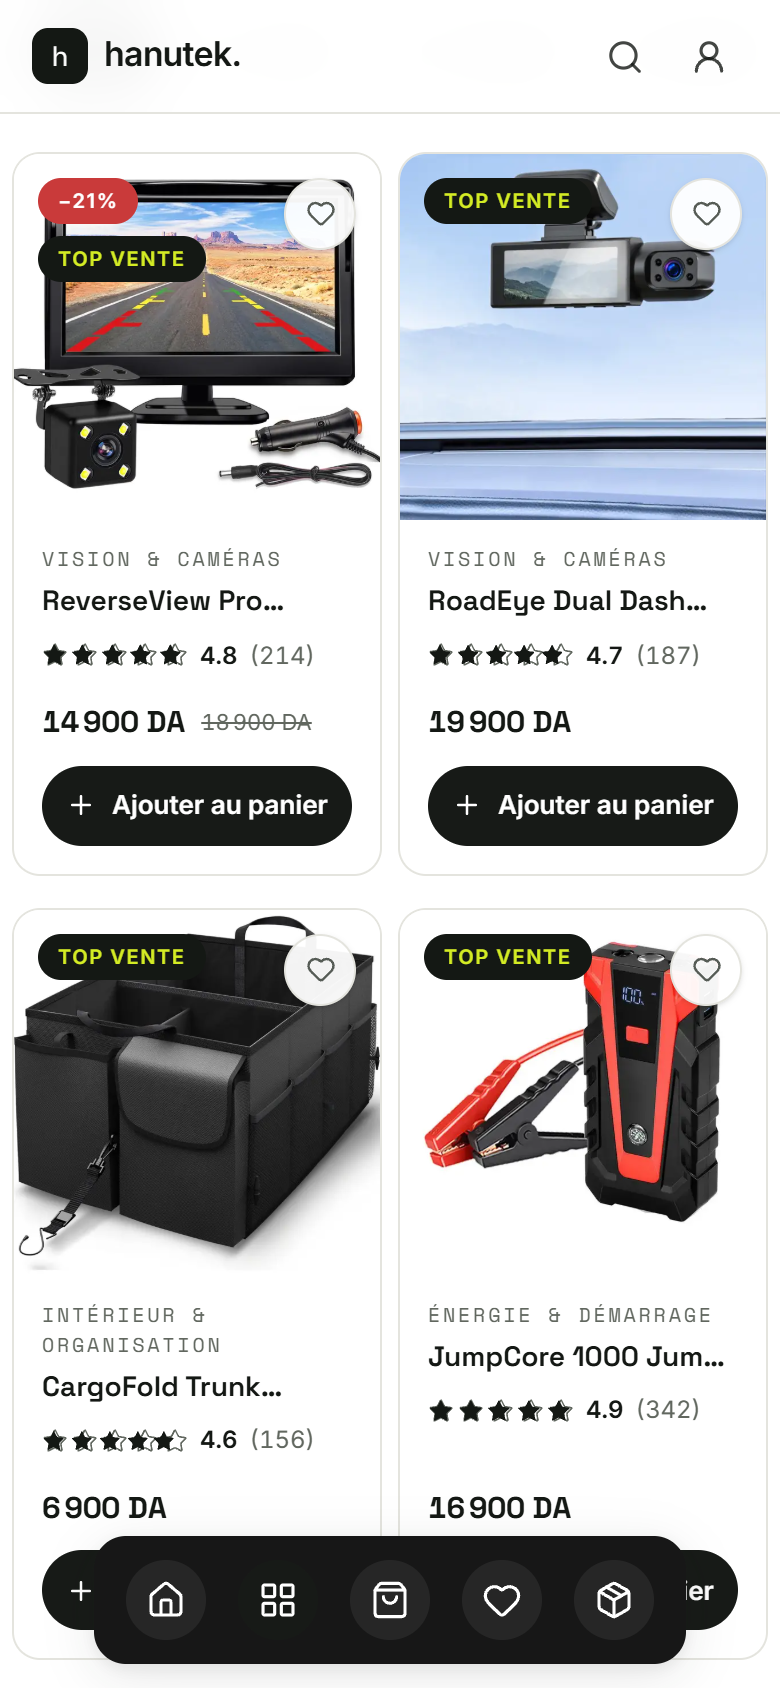 h hanutek.
–21%
TOP VENTE
VISION & CAMÉRAS
ReverseView Pro...
4.8 (214)
14 900 DA 18 900 DA
+ Ajouter au panier
TOP VENTE
VISION & CAMÉRAS
RoadEye Dual Dash...
4.7 (187)
19 900 DA
+ Ajouter au panier
TOP VENTE
INTÉRIEUR &
ORGANISATION
CargoFold Trunk...
4.6 (156)
6 900 DA
+
TOP VENTE
100
ÉNERGIE & DÉMARRAGE
JumpCore 1000 Jum...
4.9 (342)
16 900 DA
ier